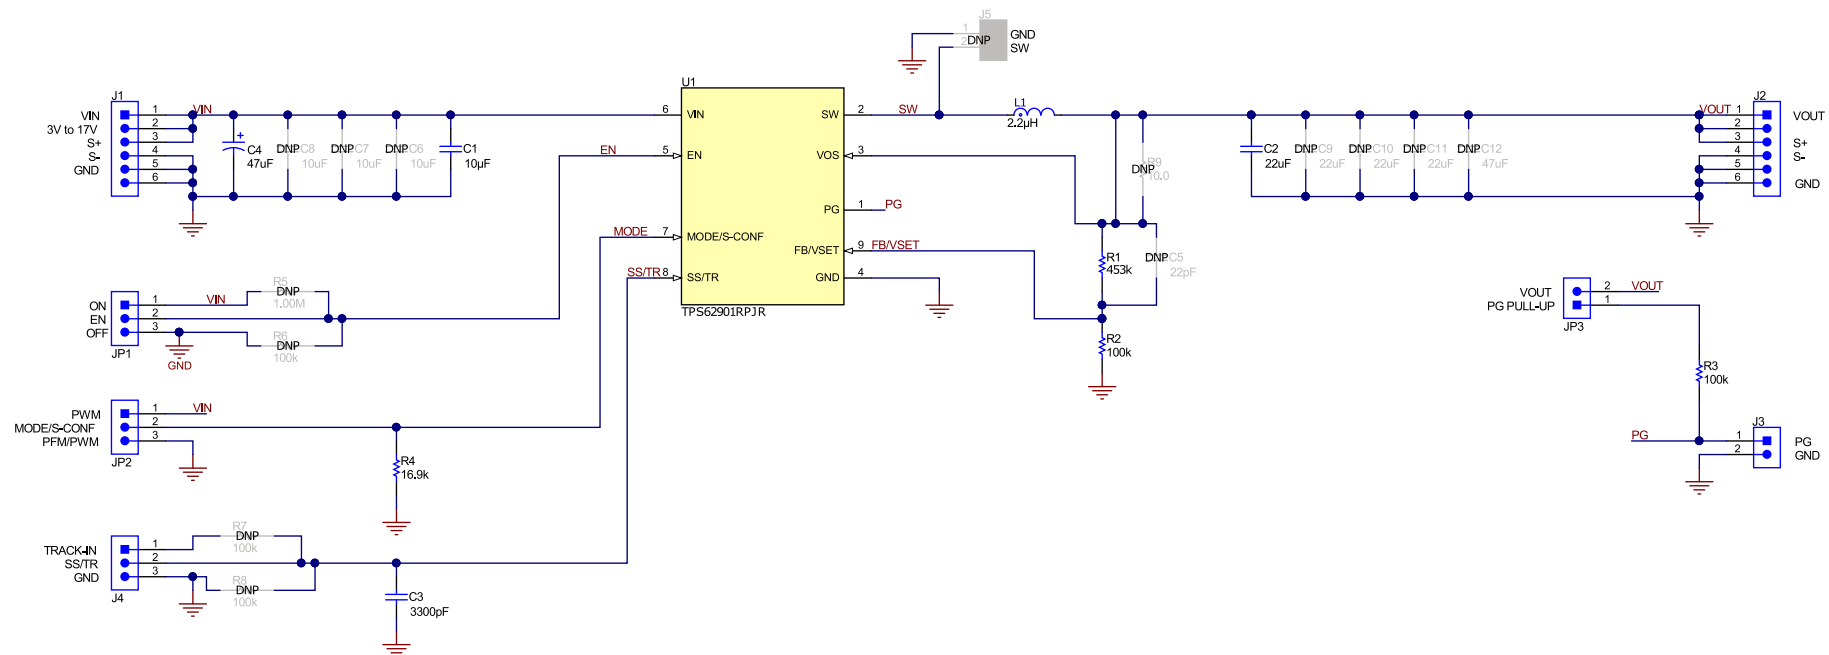 J5
1
DNP
2
GND
SW
U1
J1
VIN
3V to 17V
S+
S-
GND
1
2
3
4
5
6
VIN
C4
47uF
DNP
C8
10uF
DNP
C7
10uF
DNP
C6
10uF
C1
10µF
6
VIN
EN
5
EN
MODE
7
MODE/S-CONF
SS/TR
8
SS/TR
SW
2
SW
VOS
3
PG
1
PG
FB/VSET
9
FB/VSET
GND
4
TPS62901RPJR
L1
2.2µH
R9
DNP
10.0
R1
453k
DNP
C5
22pF
R2
100k
C2
22uF
DNP
C9
22uF
DNP
C10
22uF
DNP
C11
22uF
DNP
C12
47uF
VOUT
J2
1
2
3
4
5
6
VOUT
S+
S-
GND
ON
EN
OFF
JP1
1
2
3
VIN
R5
DNP
1.00M
R6
DNP
100k
GND
VOUT
PG PULL-UP
JP3
2
1
VOUT
R3
100k
PWM
MODE/S-CONF
PFM/PWM
JP2
1
2
3
VIN
R4
16.9k
PG
J3
1
2
PG
GND
TRACK-IN
SS/TR
GND
J4
1
2
3
R7
DNP
100k
R8
DNP
100k
C3
3300pF